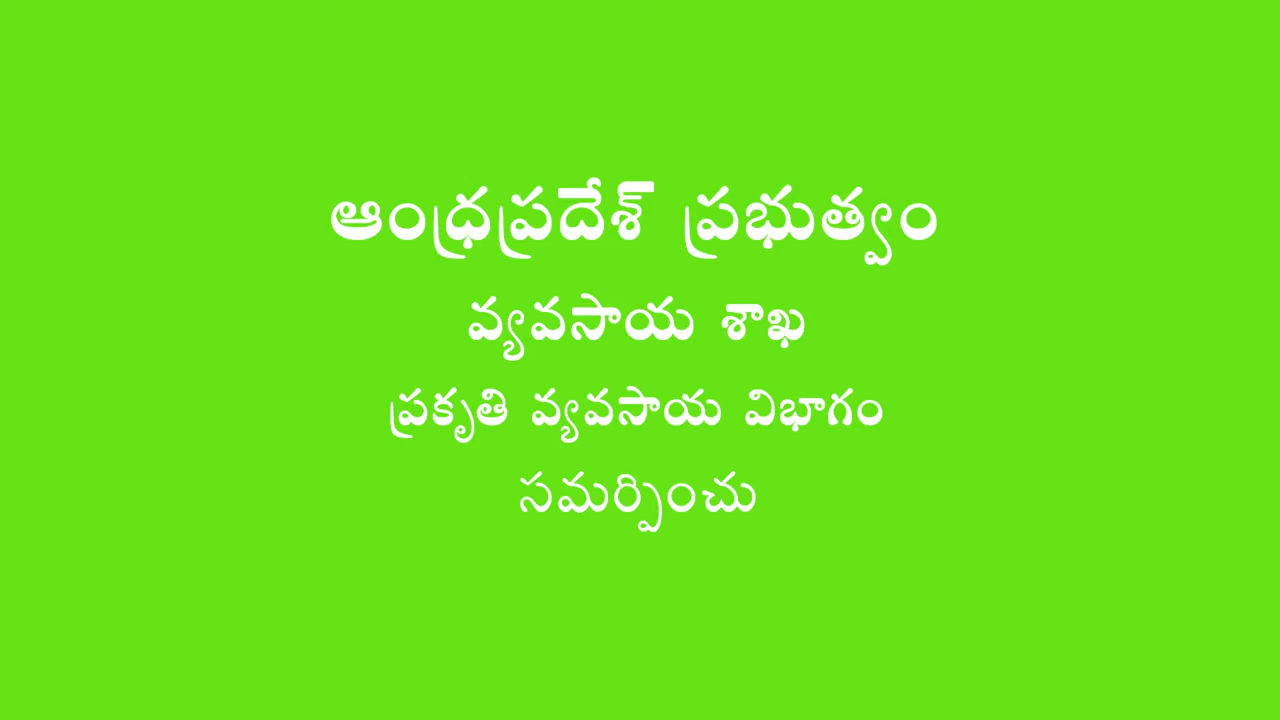 ఆంధ్రప్రదేశ్ ప్రభుత్వం
వ్యవసాయ శాఖ
ప్రకృతి వ్యవసాయ విభాగం
సమర్పించు